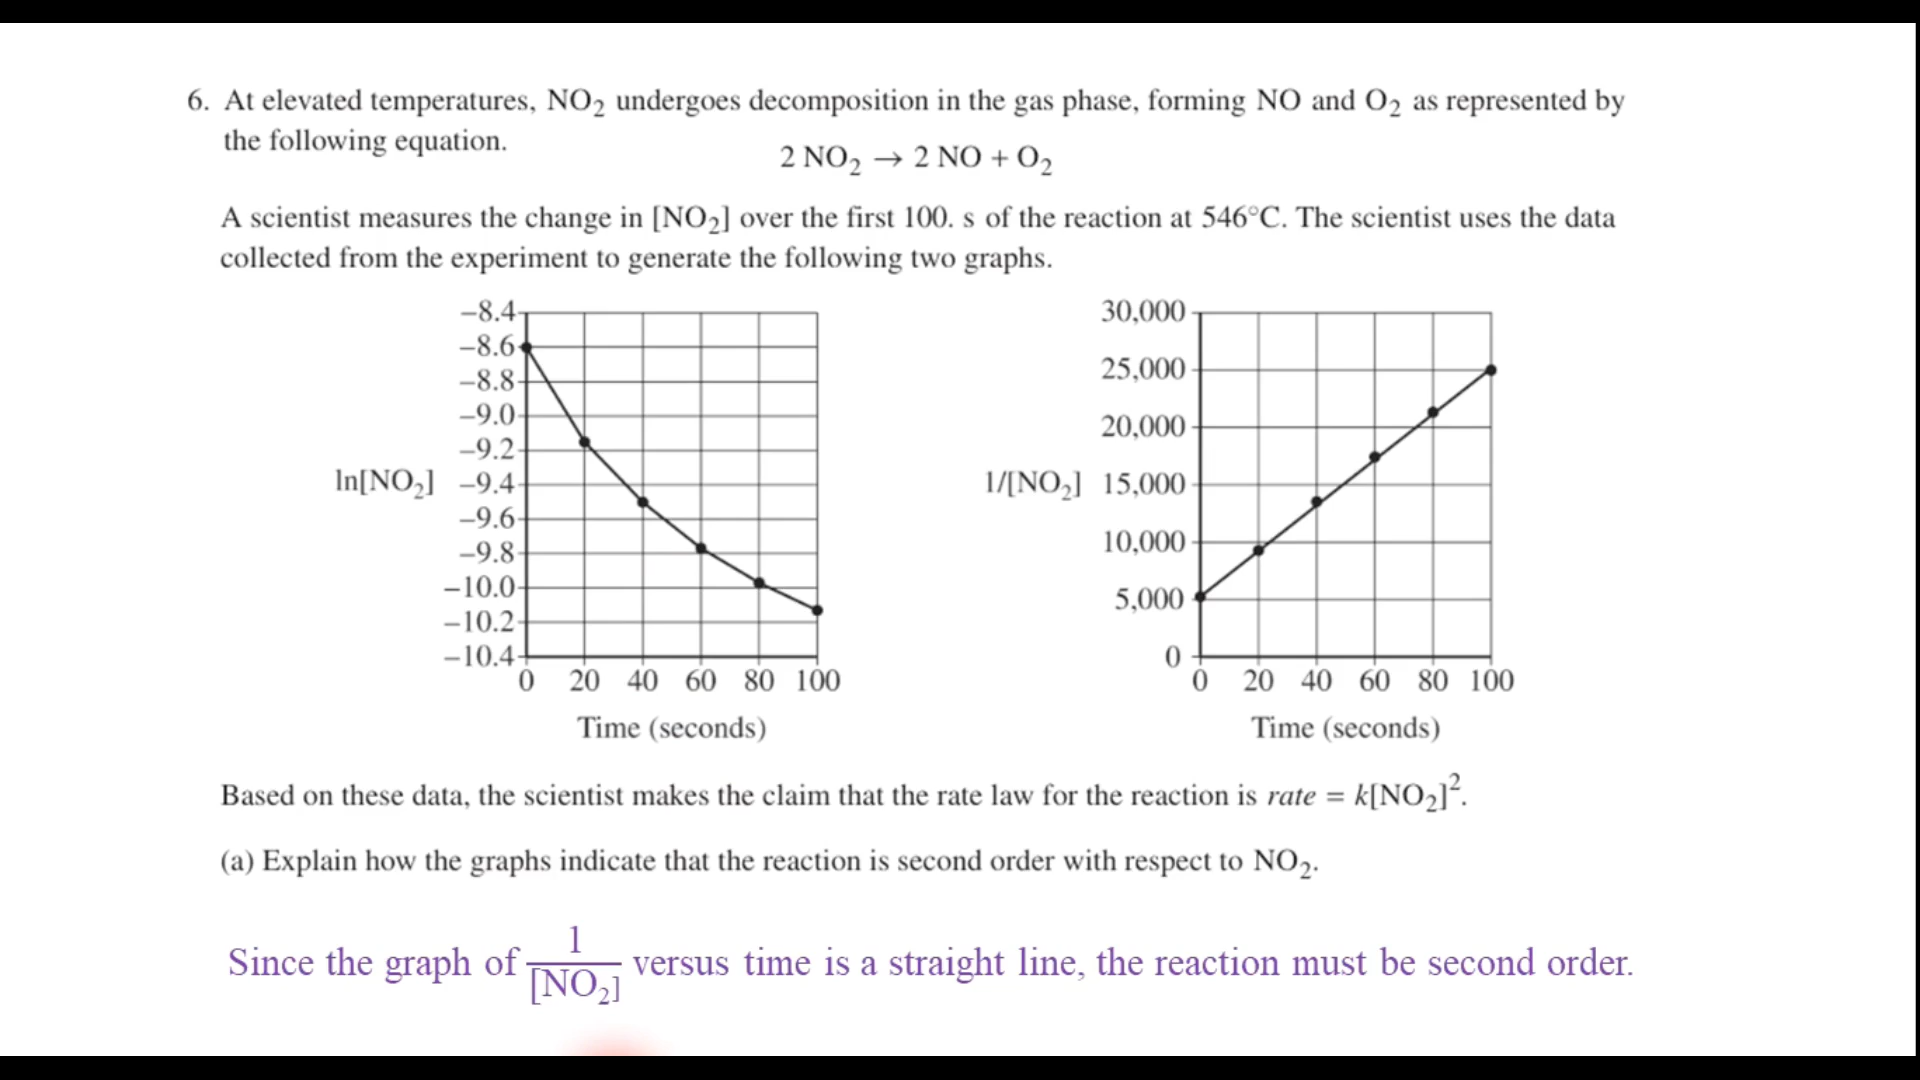 6. At elevated temperatures, NO₂ undergoes decomposition in the gas phase, forming NO and O₂ as represented by
the following equation.
2 NO₂ → 2 NO + O₂
A scientist measures the change in [NO₂] over the first 100. s of the reaction at 546°C. The scientist uses the data
collected from the experiment to generate the following two graphs.
−8.4
−8.6
−8.8
−9.0
−9.2
ln[NO₂] −9.4
−9.6
−9.8
−10.0
−10.2
−10.4
0 20 40 60 80 100
Time (seconds)
30,000
25,000
20,000
1/[NO₂] 15,000
10,000
5,000
0
0 20 40 60 80 100
Time (seconds)
Based on these data, the scientist makes the claim that the rate law for the reaction is rate = k[NO₂]².
(a) Explain how the graphs indicate that the reaction is second order with respect to NO₂.
Since the graph of 1/[NO₂] versus time is a straight line, the reaction must be second order.